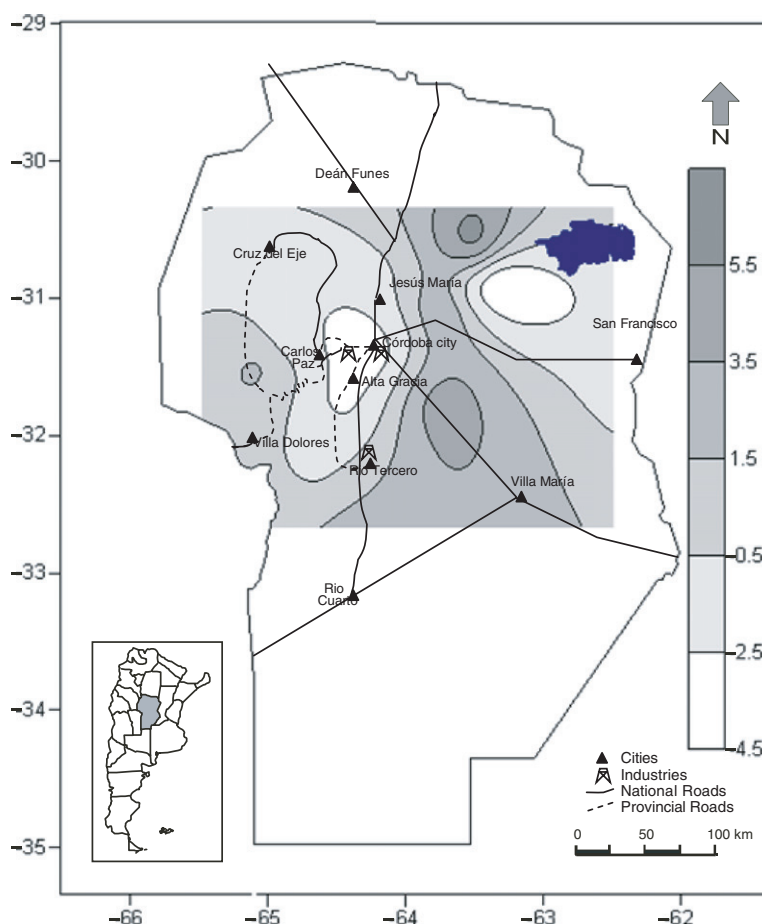 −29
N
−30
Deán Funes
5.5
Cruz del Eje
−31
Jesús María
San Francisco
3.5
Córdoba city
Carlos
Paz
Alta Gracia
−32
1.5
Villa Dolores
Rio Tercero
Villa María
−0.5
−33
Rio
Cuarto
−2.5
−34
−4.5
Cities
Industries
National Roads
Provincial Roads
−35
0 50 100 km
−66 −65 −64 −63 −62